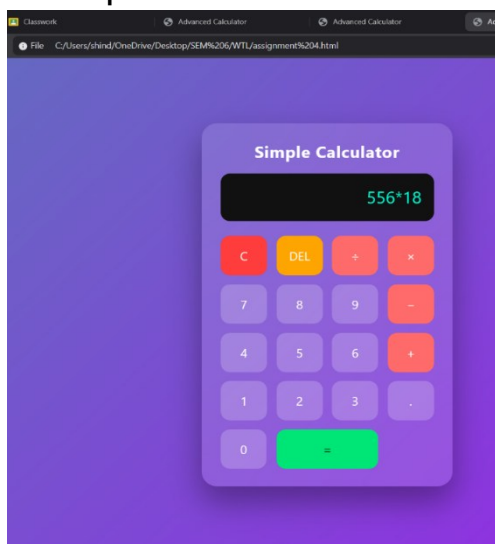 Classwork Advanced Calculator Advanced Calculator
File C:/Users/shind/OneDrive/Desktop/SEM%206/WTL/assignment%204.html
Simple Calculator
556*18
C DEL ÷ ×
7 8 9 −
4 5 6 +
1 2 3 .
0 =